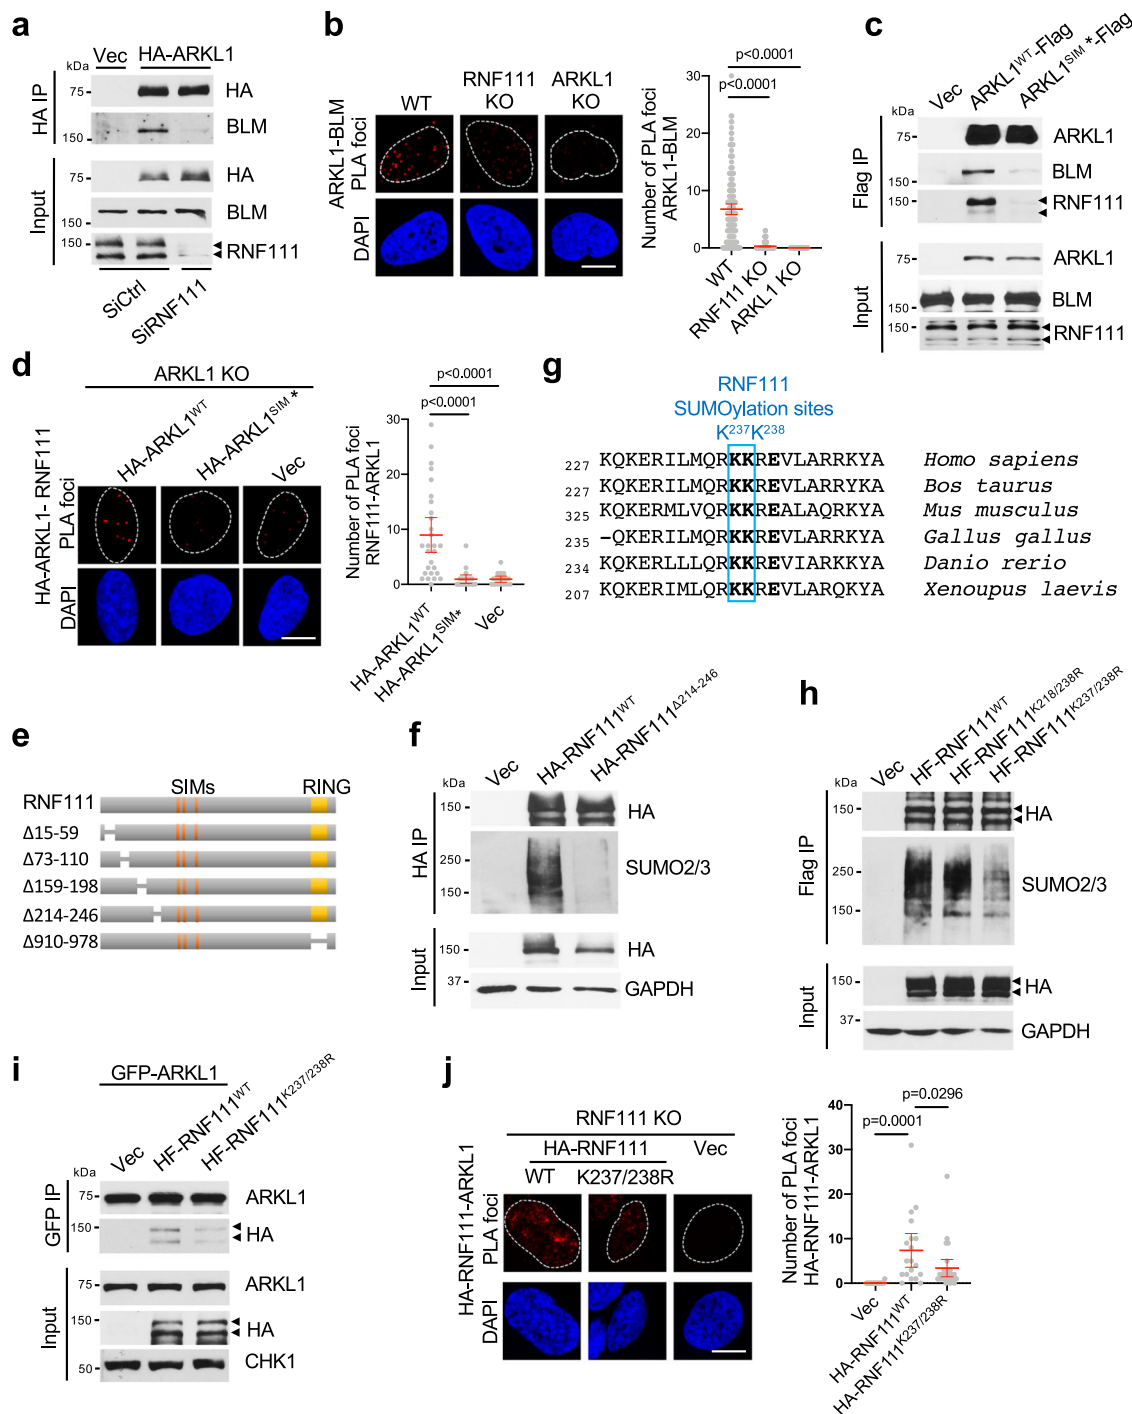 a
Vec HA-ARKL1
kDa
HA IP
75 HA
150 BLM
Input
75 HA
150 BLM
150 RNF111
SiCtrl
SiRNF111
b
WT RNF111 KO ARKL1 KO
ARKL1-BLM PLA foci
DAPI
Number of PLA foci
ARKL1-BLM
p<0.0001
p<0.0001
30
20
10
0
WT
RNF111 KO
ARKL1 KO
c
Vec
ARKL1WT-Flag
ARKL1SIM*-Flag
kDa
Flag IP
75 ARKL1
150 BLM
150 RNF111
Input
75 ARKL1
150 BLM
150 RNF111
d
ARKL1 KO
HA-ARKL1WT
HA-ARKL1SIM*
Vec
HA-ARKL1-RNF111
PLA foci
DAPI
Number of PLA foci
RNF111-ARKL1
p<0.0001
p<0.0001
30
20
10
0
HA-ARKL1WT
HA-ARKL1SIM*
Vec
g
RNF111
SUMOylation sites
K237K238
227 KQKERILMQRKKREVLARRKYA Homo sapiens
227 KQKERILMQRKKREVLARRKYA Bos taurus
325 KQKERMLVQRKKREALAQRKYA Mus musculus
235 –QKERILMQRKKREVLARRKYA Gallus gallus
234 KQKERLLLQRKKREVIARKKYA Danio rerio
207 KQKERIMLQRKKREVLARQKYA Xenoupus laevis
e
SIMs RING
RNF111
Δ15-59
Δ73-110
Δ159-198
Δ214-246
Δ910-978
f
Vec
HA-RNF111WT
HA-RNF111Δ214-246
kDa
HA IP
150 HA
250
150
SUMO2/3
Input
150 HA
37 GAPDH
h
Vec
HF-RNF111WT
HF-RNF111K218/238R
HF-RNF111K237/238R
kDa
Flag IP
150 HA
250
150
SUMO2/3
Input
150 HA
37 GAPDH
i
GFP-ARKL1
Vec
HF-RNF111WT
HF-RNF111K237/238R
kDa
GFP IP
75 ARKL1
150 HA
Input
75 ARKL1
150 HA
50 CHK1
j
RNF111 KO
HA-RNF111 Vec
WT K237/238R
HA-RNF111-ARKL1
PLA foci
DAPI
Number of PLA foci
HA-RNF111-ARKL1
p=0.0296
p=0.0001
40
30
20
10
0
Vec
HA-RNF111WT
HA-RNF111K237/238R